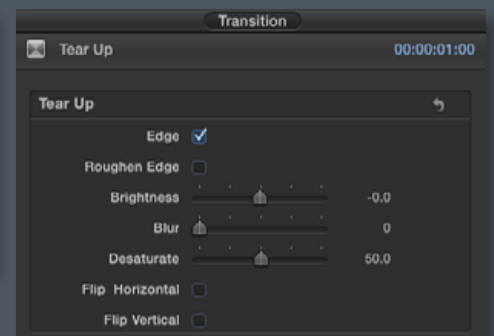 Transition
Tear Up 00:00:01:00
Tear Up
Edge
Roughen Edge
Brightness -0.0
Blur 0
Desaturate 50.0
Flip Horizontal
Flip Vertical